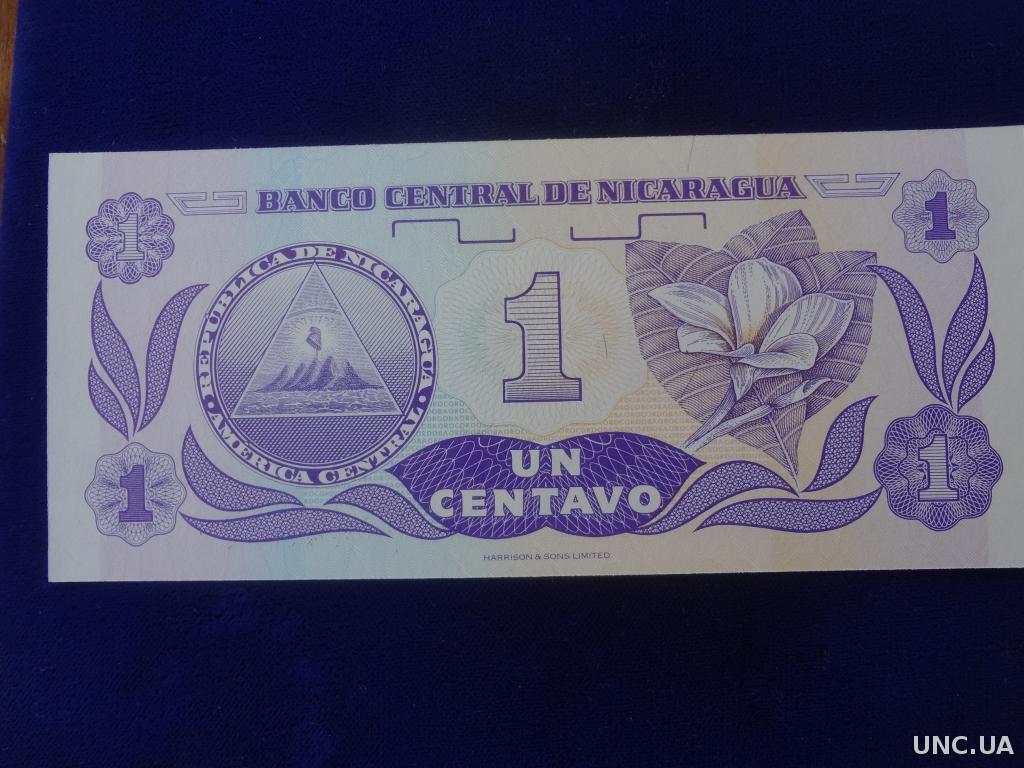 BANCO CENTRAL DE NICARAGUA
1
1
REPUBLICA DE NICARAGUA
AMERICA CENTRAL
1
UN
CENTAVO
1
1
HARRISON & SONS LIMITED
UNC.UA